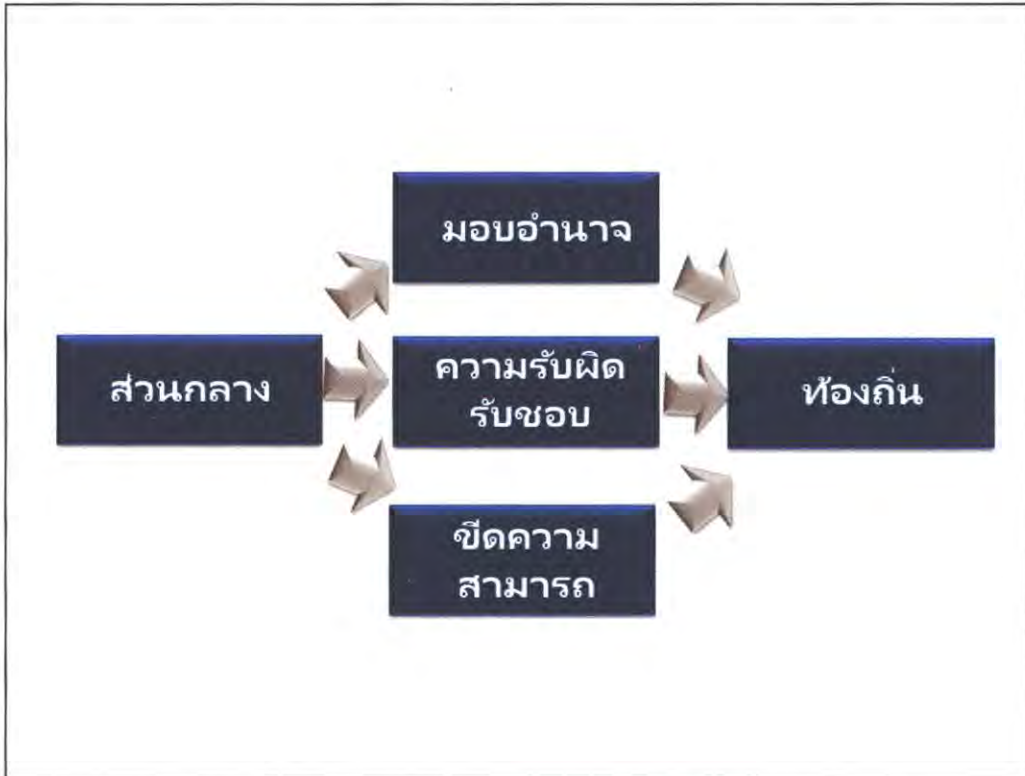 มอบอำนาจ
ส่วนกลาง
ความรับผิด
รับชอบ
ท้องถิ่น
ขีดความ
สามารถ